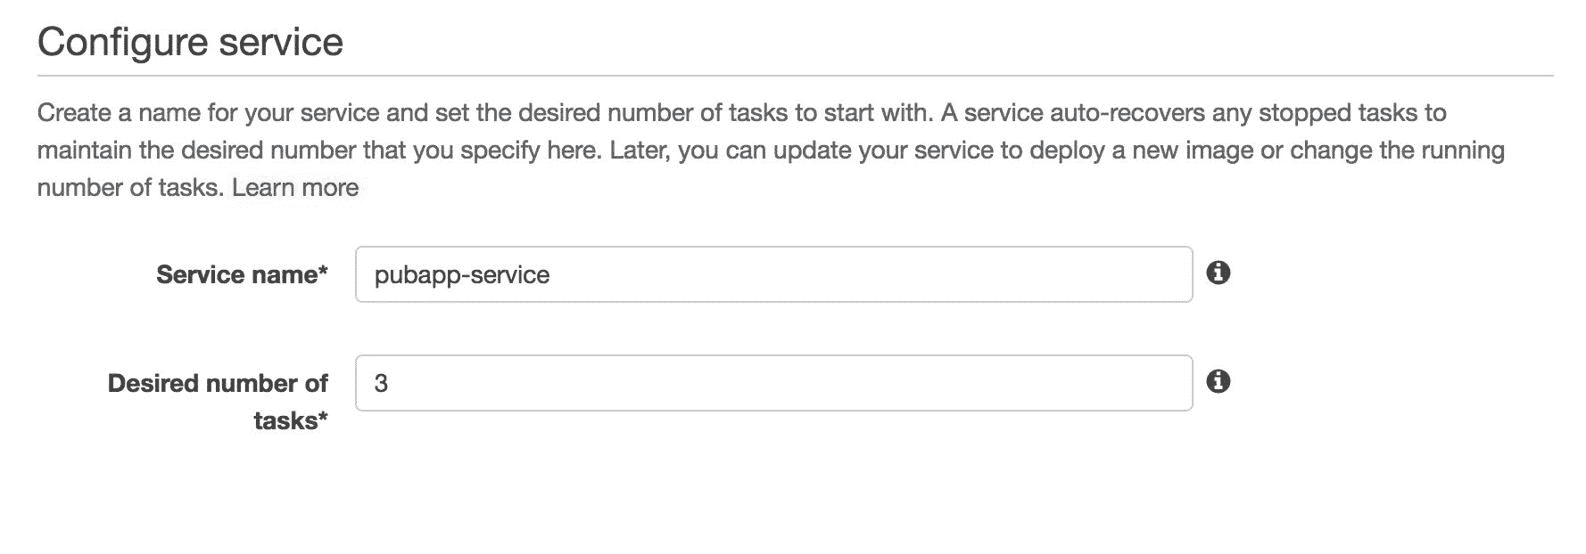 Configure service
Create a name for your service and set the desired number of tasks to start with. A service auto-recovers any stopped tasks to
maintain the desired number that you specify here. Later, you can update your service to deploy a new image or change the running
number of tasks. Learn more
Service name* pubapp-service
Desired number of 3
tasks*